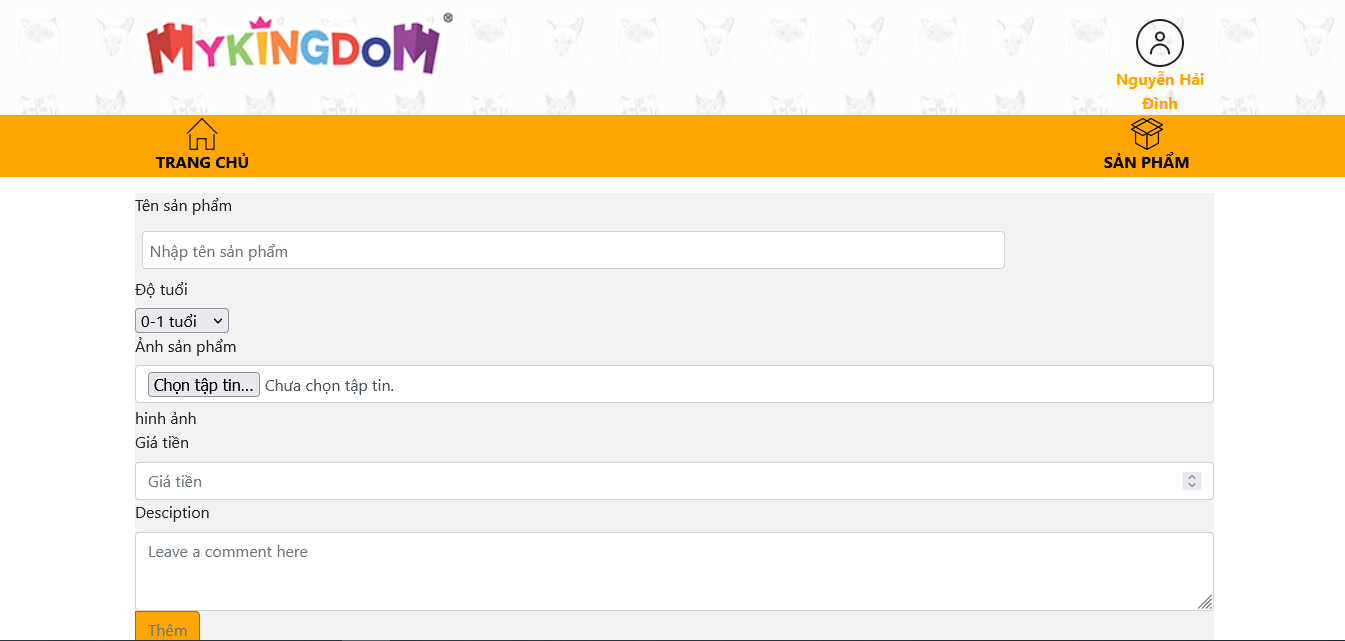 MYKINGDOM®
Nguyễn Hải
Đình
TRANG CHỦ
SẢN PHẨM
Tên sản phẩm
Nhập tên sản phẩm
Độ tuổi
0-1 tuổi
Ảnh sản phẩm
Chọn tập tin... Chưa chọn tập tin.
hinh ảnh
Giá tiền
Giá tiền
Desciption
Leave a comment here
Thêm